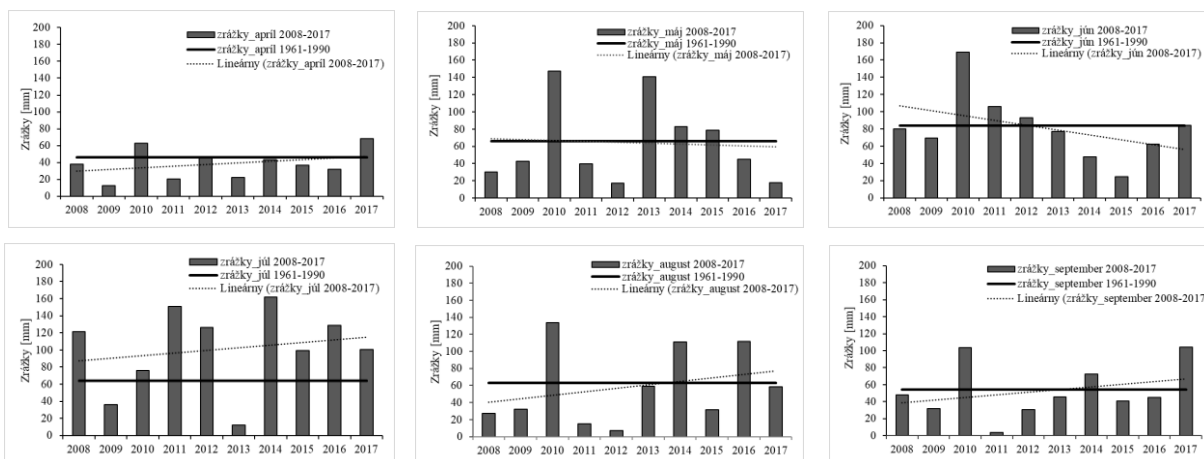 zrážky_apríl 2008-2017
zrážky_apríl 1961-1990
Lineárny (zrážky_apríl 2008-2017)
Zrážky [mm]
200
180
160
140
120
100
80
60
40
20
0
2008 2009 2010 2011 2012 2013 2014 2015 2016 2017
zrážky_máj 2008-2017
zrážky_máj 1961-1990
Lineárny (zrážky_máj 2008-2017)
Zrážky [mm]
200
180
160
140
120
100
80
60
40
20
0
2008 2009 2010 2011 2012 2013 2014 2015 2016 2017
zrážky_jún 2008-2017
zrážky_jún 1961-1990
Lineárny (zrážky_jún 2008-2017)
Zrážky [mm]
200
180
160
140
120
100
80
60
40
20
0
2008 2009 2010 2011 2012 2013 2014 2015 2016 2017
zrážky_júl 2008-2017
zrážky_júl 1961-1990
Lineárny (zrážky_júl 2008-2017)
Zrážky [mm]
200
180
160
140
120
100
80
60
40
20
0
2008 2009 2010 2011 2012 2013 2014 2015 2016 2017
zrážky_august 2008-2017
zrážky_august 1961-1990
Lineárny (zrážky_august 2008-2017)
Zrážky [mm]
200
180
160
140
120
100
80
60
40
20
0
2008 2009 2010 2011 2012 2013 2014 2015 2016 2017
zrážky_september 2008-2017
zrážky_september 1961-1990
Lineárny (zrážky_september 2008-2017
Zrážky [mm]
200
180
160
140
120
100
80
60
40
20
0
2008 2009 2010 2011 2012 2013 2014 2015 2016 2017